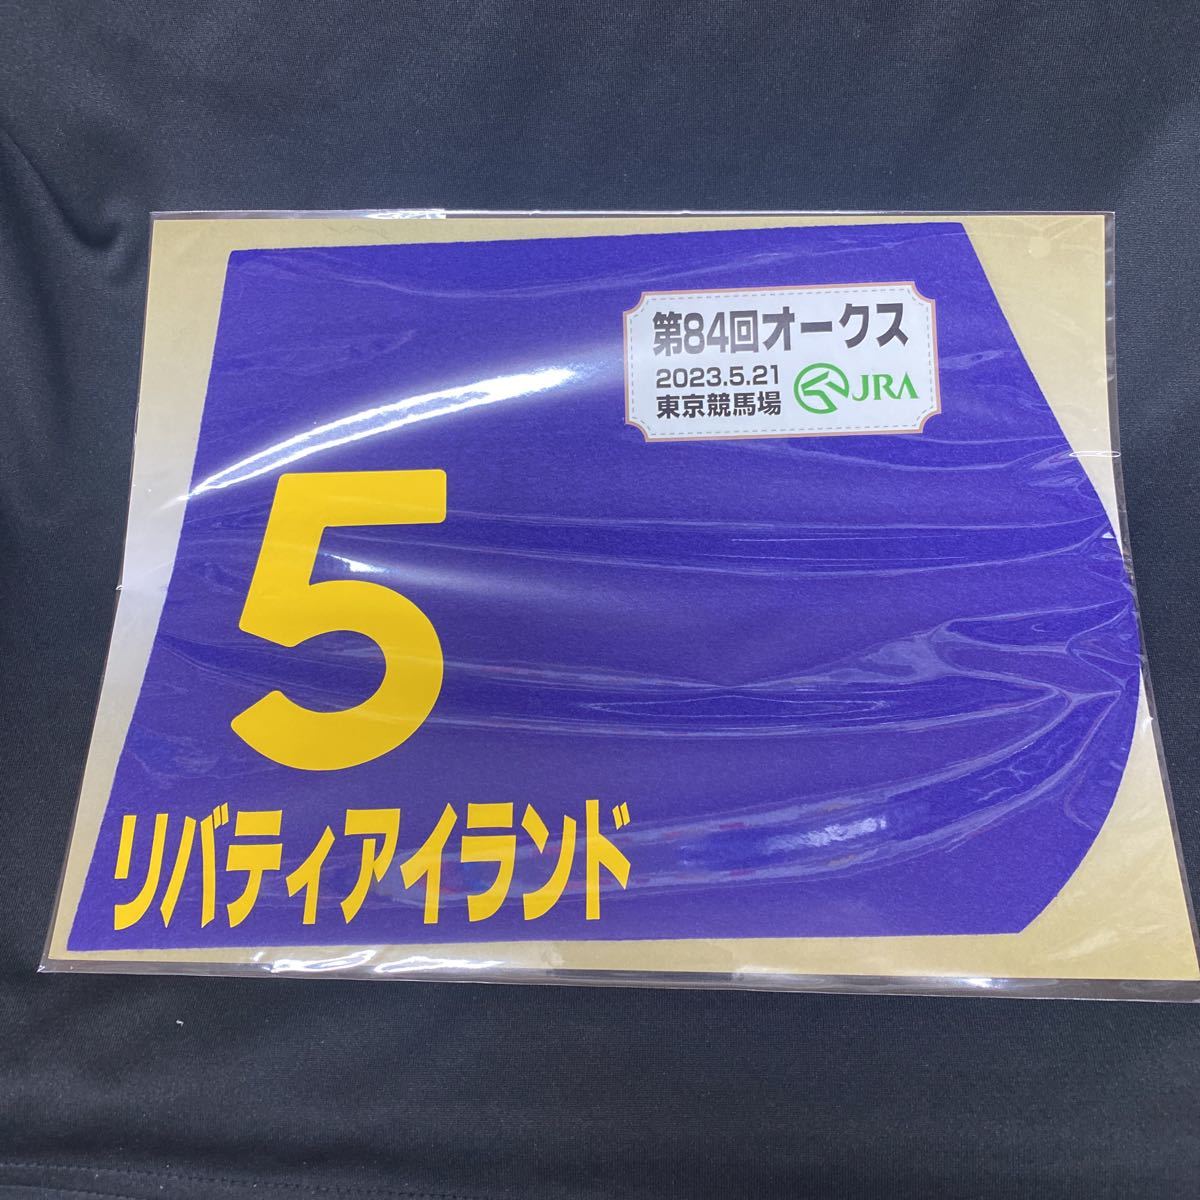 第84回オークス
2023.5.21
東京競馬場
JRA
5
リバティアイランド